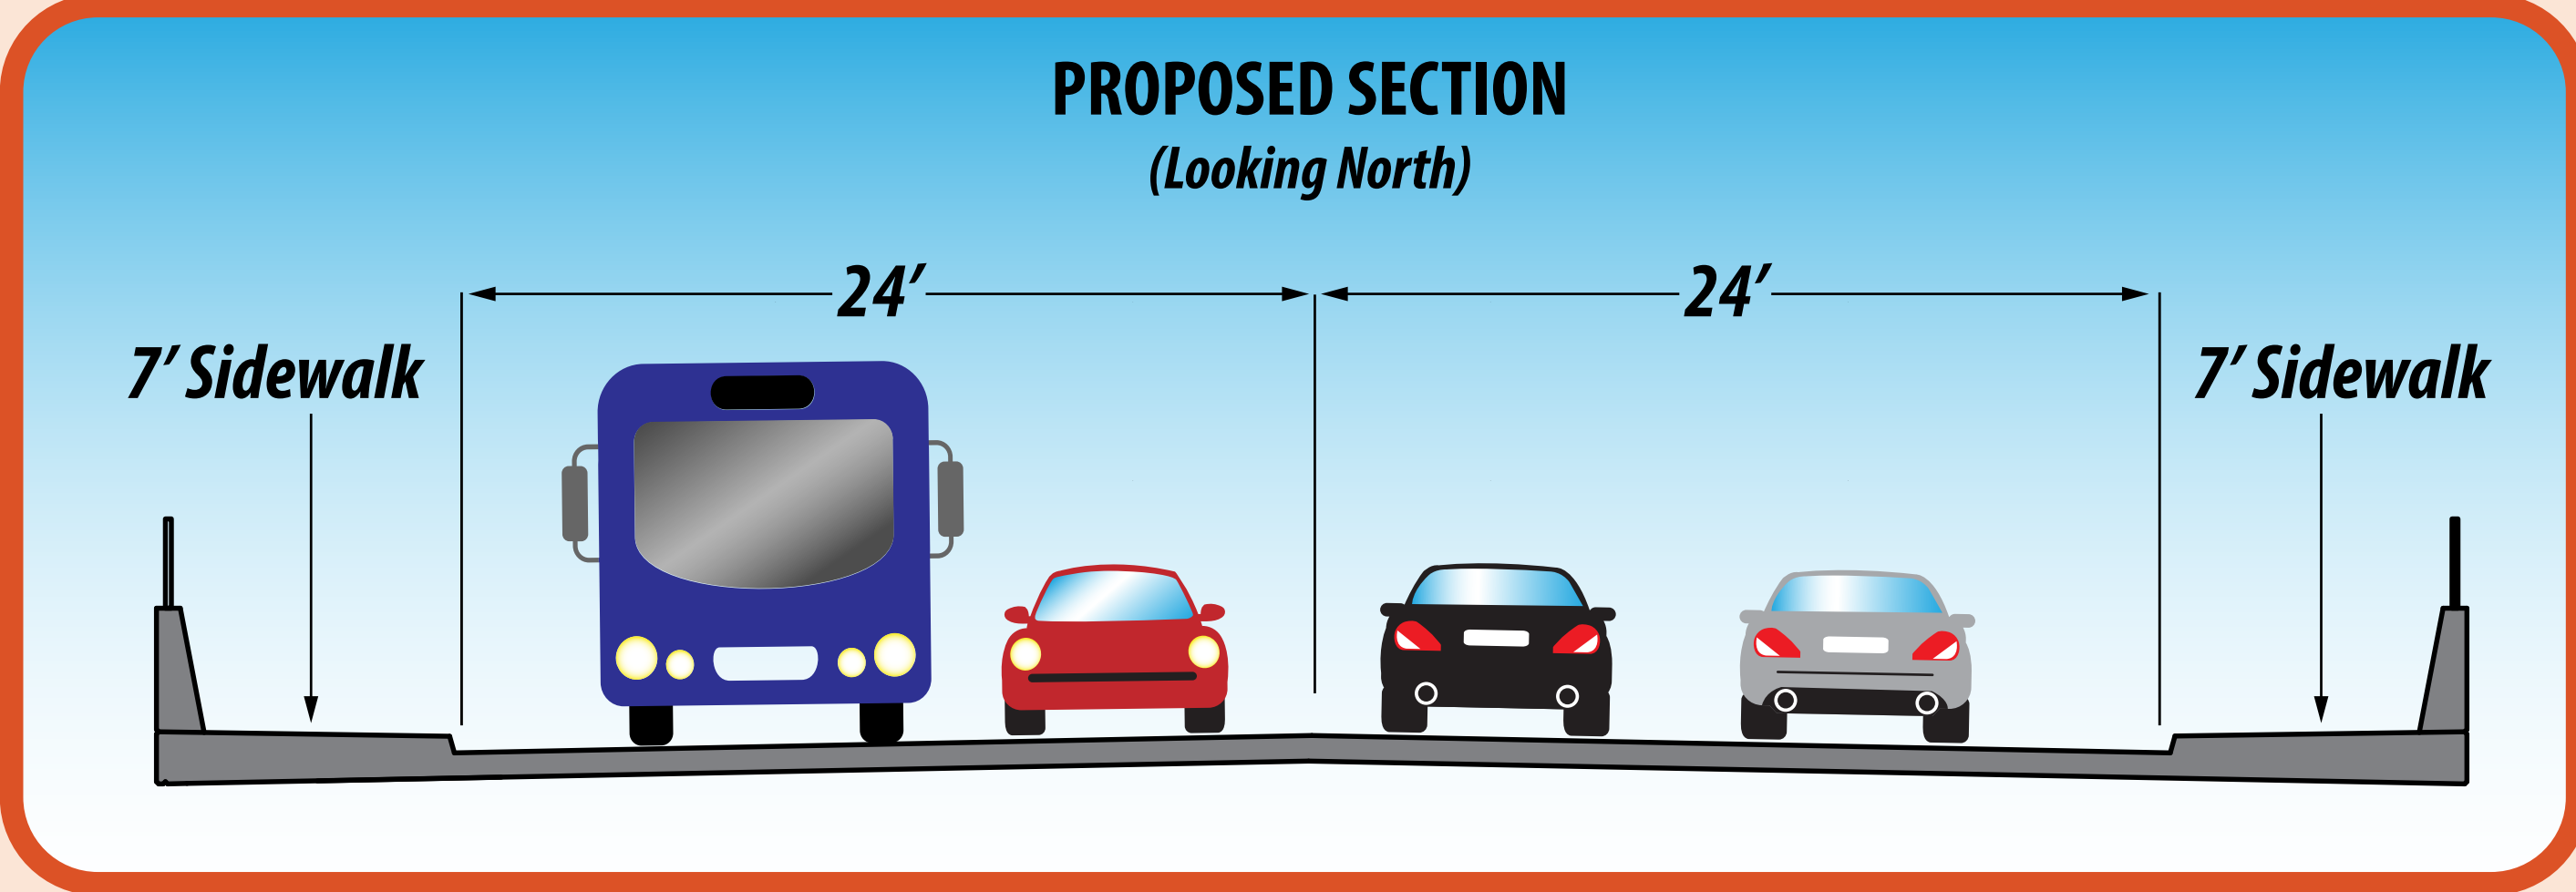 PROPOSED SECTION
(Looking North)
24’ 24’
7’ Sidewalk 7’ Sidewalk